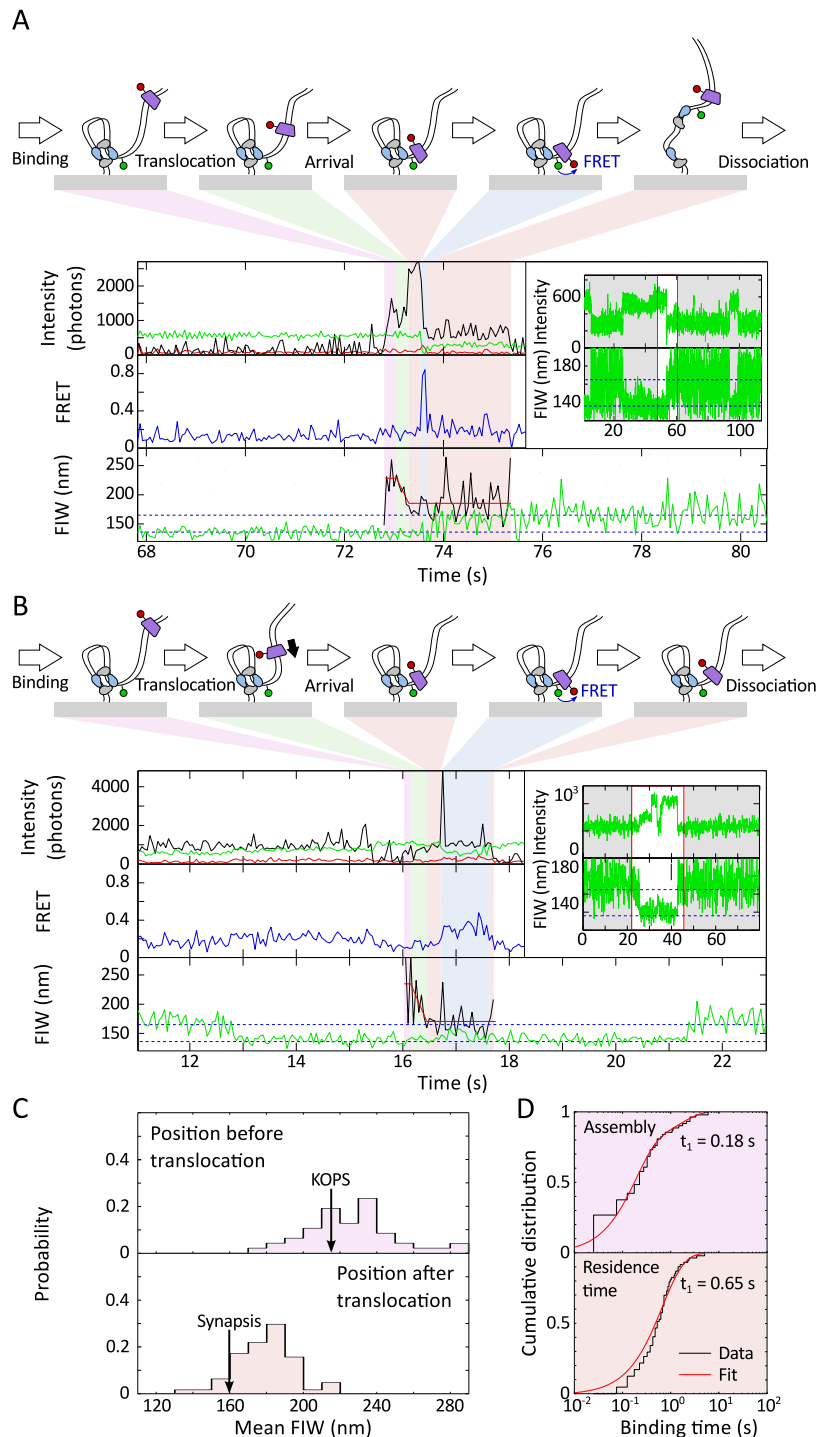 A
Binding
Translocation
Arrival
FRET
Dissociation
Intensity
(photons)
2000
1000
0
FRET
0.8
0.4
0
FIW (nm)
250
200
150
68
70
72
74
76
78
80
Time (s)
Intensity
600
0
FIW (nm)
180
140
20
60
100
B
Binding
Translocation
Arrival
FRET
Dissociation
Intensity
(photons)
4000
2000
0
FRET
0.8
0.4
0
FIW (nm)
250
200
150
12
14
16
18
20
22
Time (s)
Intensity
10³
0
FIW (nm)
180
140
0
20
40
60
C
Probability
Position before
translocation
KOPS
0.4
0.2
0
Position after
translocation
Synapsis
0.4
0.2
0
120
160
200
240
280
Mean FIW (nm)
D
Cumulative distribution
Assembly
t₁ = 0.18 s
1
0.5
0
Residence
time
t₁ = 0.65 s
0.5
0
Data
Fit
10⁻² 10⁻¹ 10⁰ 10¹ 10²
Binding time (s)